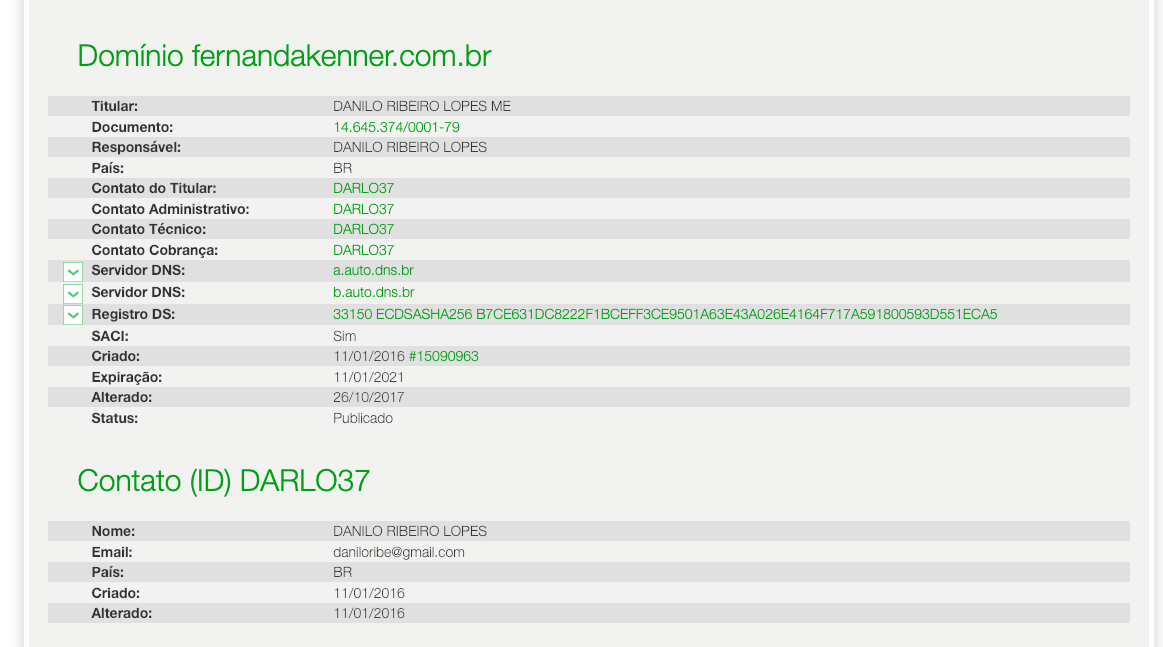 Domínio fernandakenner.com.br
Titular: DANILO RIBEIRO LOPES ME
Documento: 14.645.374/0001-79
Responsável: DANILO RIBEIRO LOPES
País: BR
Contato do Titular: DARLO37
Contato Administrativo: DARLO37
Contato Técnico: DARLO37
Contato Cobrança: DARLO37
Servidor DNS: a.auto.dns.br
Servidor DNS: b.auto.dns.br
Registro DS: 33150 ECDSASHA256 B7CE631DC8222F1BCEFF3CE9501A63E43A026E4164F717A591800593D551ECA5
SACI: Sim
Criado: 11/01/2016 #15090963
Expiração: 11/01/2021
Alterado: 26/10/2017
Status: Publicado
Contato (ID) DARLO37
Nome: DANILO RIBEIRO LOPES
Email: daniloribe@gmail.com
País: BR
Criado: 11/01/2016
Alterado: 11/01/2016